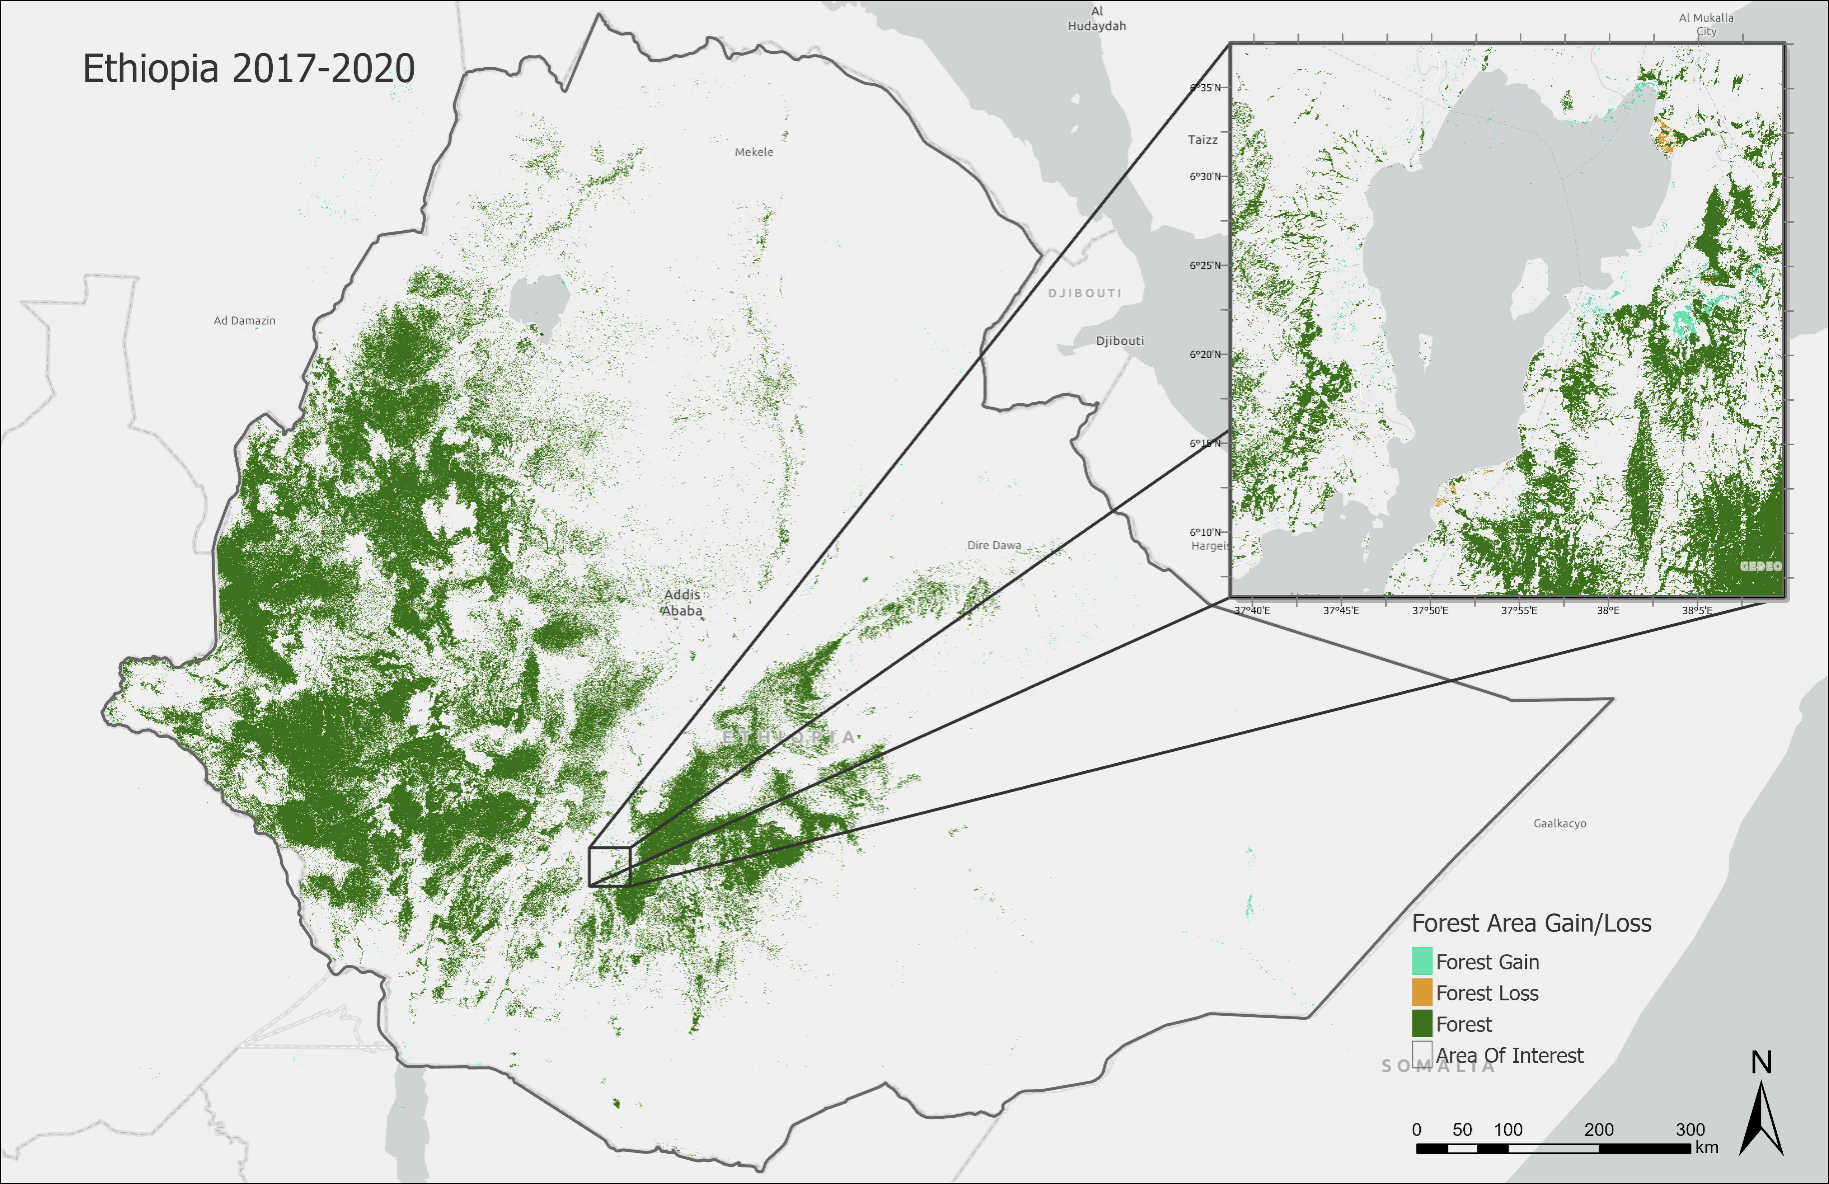 Ethiopia 2017-2020
Al
Hudaydah
Al Mukalla
City
Taizz
Mekele
Ad Damazin
DJIBOUTI
Djibouti
Dire Dawa
Hargeis
Addis
Ababa
ETHIOPIA
Gaalkacyo
SOMALIA
6°35'N
6°30'N
6°25'N
6°20'N
6°15'N
6°10'N
GEDEO
37°40'E
37°45'E
37°50'E
37°55'E
38°E
38°5'E
Forest Area Gain/Loss
Forest Gain
Forest Loss
Forest
Area Of Interest
N
0 50 100 200 300
km